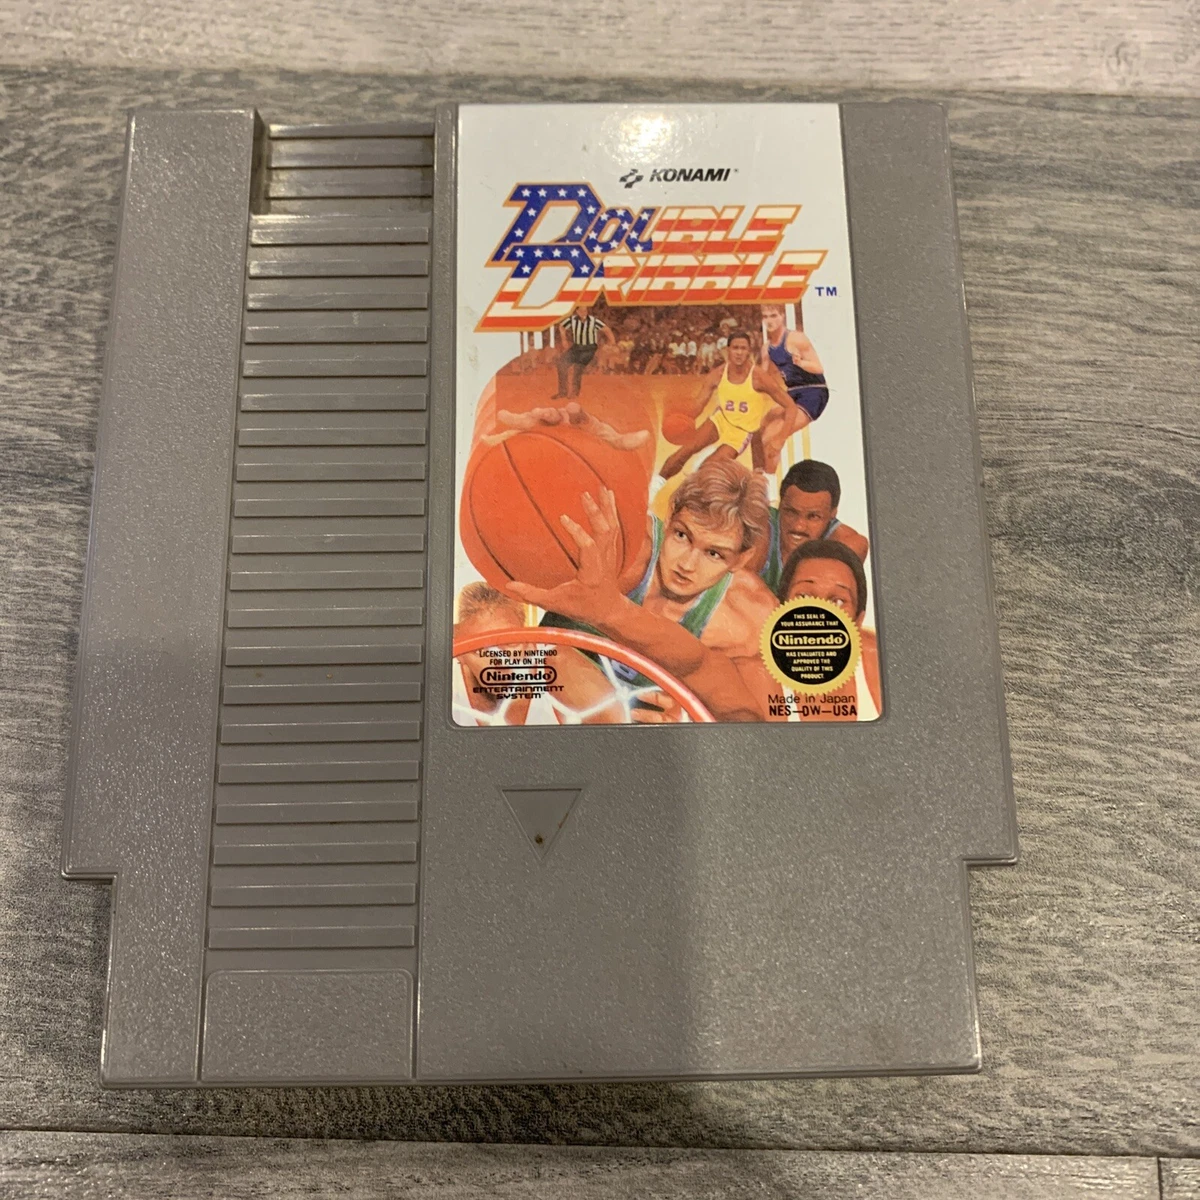 KONAMI®
DOUBLE
DRIBBLE ™
25
LICENSED BY NINTENDO
FOR PLAY ON THE
Nintendo®
ENTERTAINMENT
SYSTEM™
THIS SEAL IS
YOUR ASSURANCE THAT
Nintendo
HAS EVALUATED AND
APPROVED THE
QUALITY OF THIS
PRODUCT
Made in Japan
NES-DW-USA